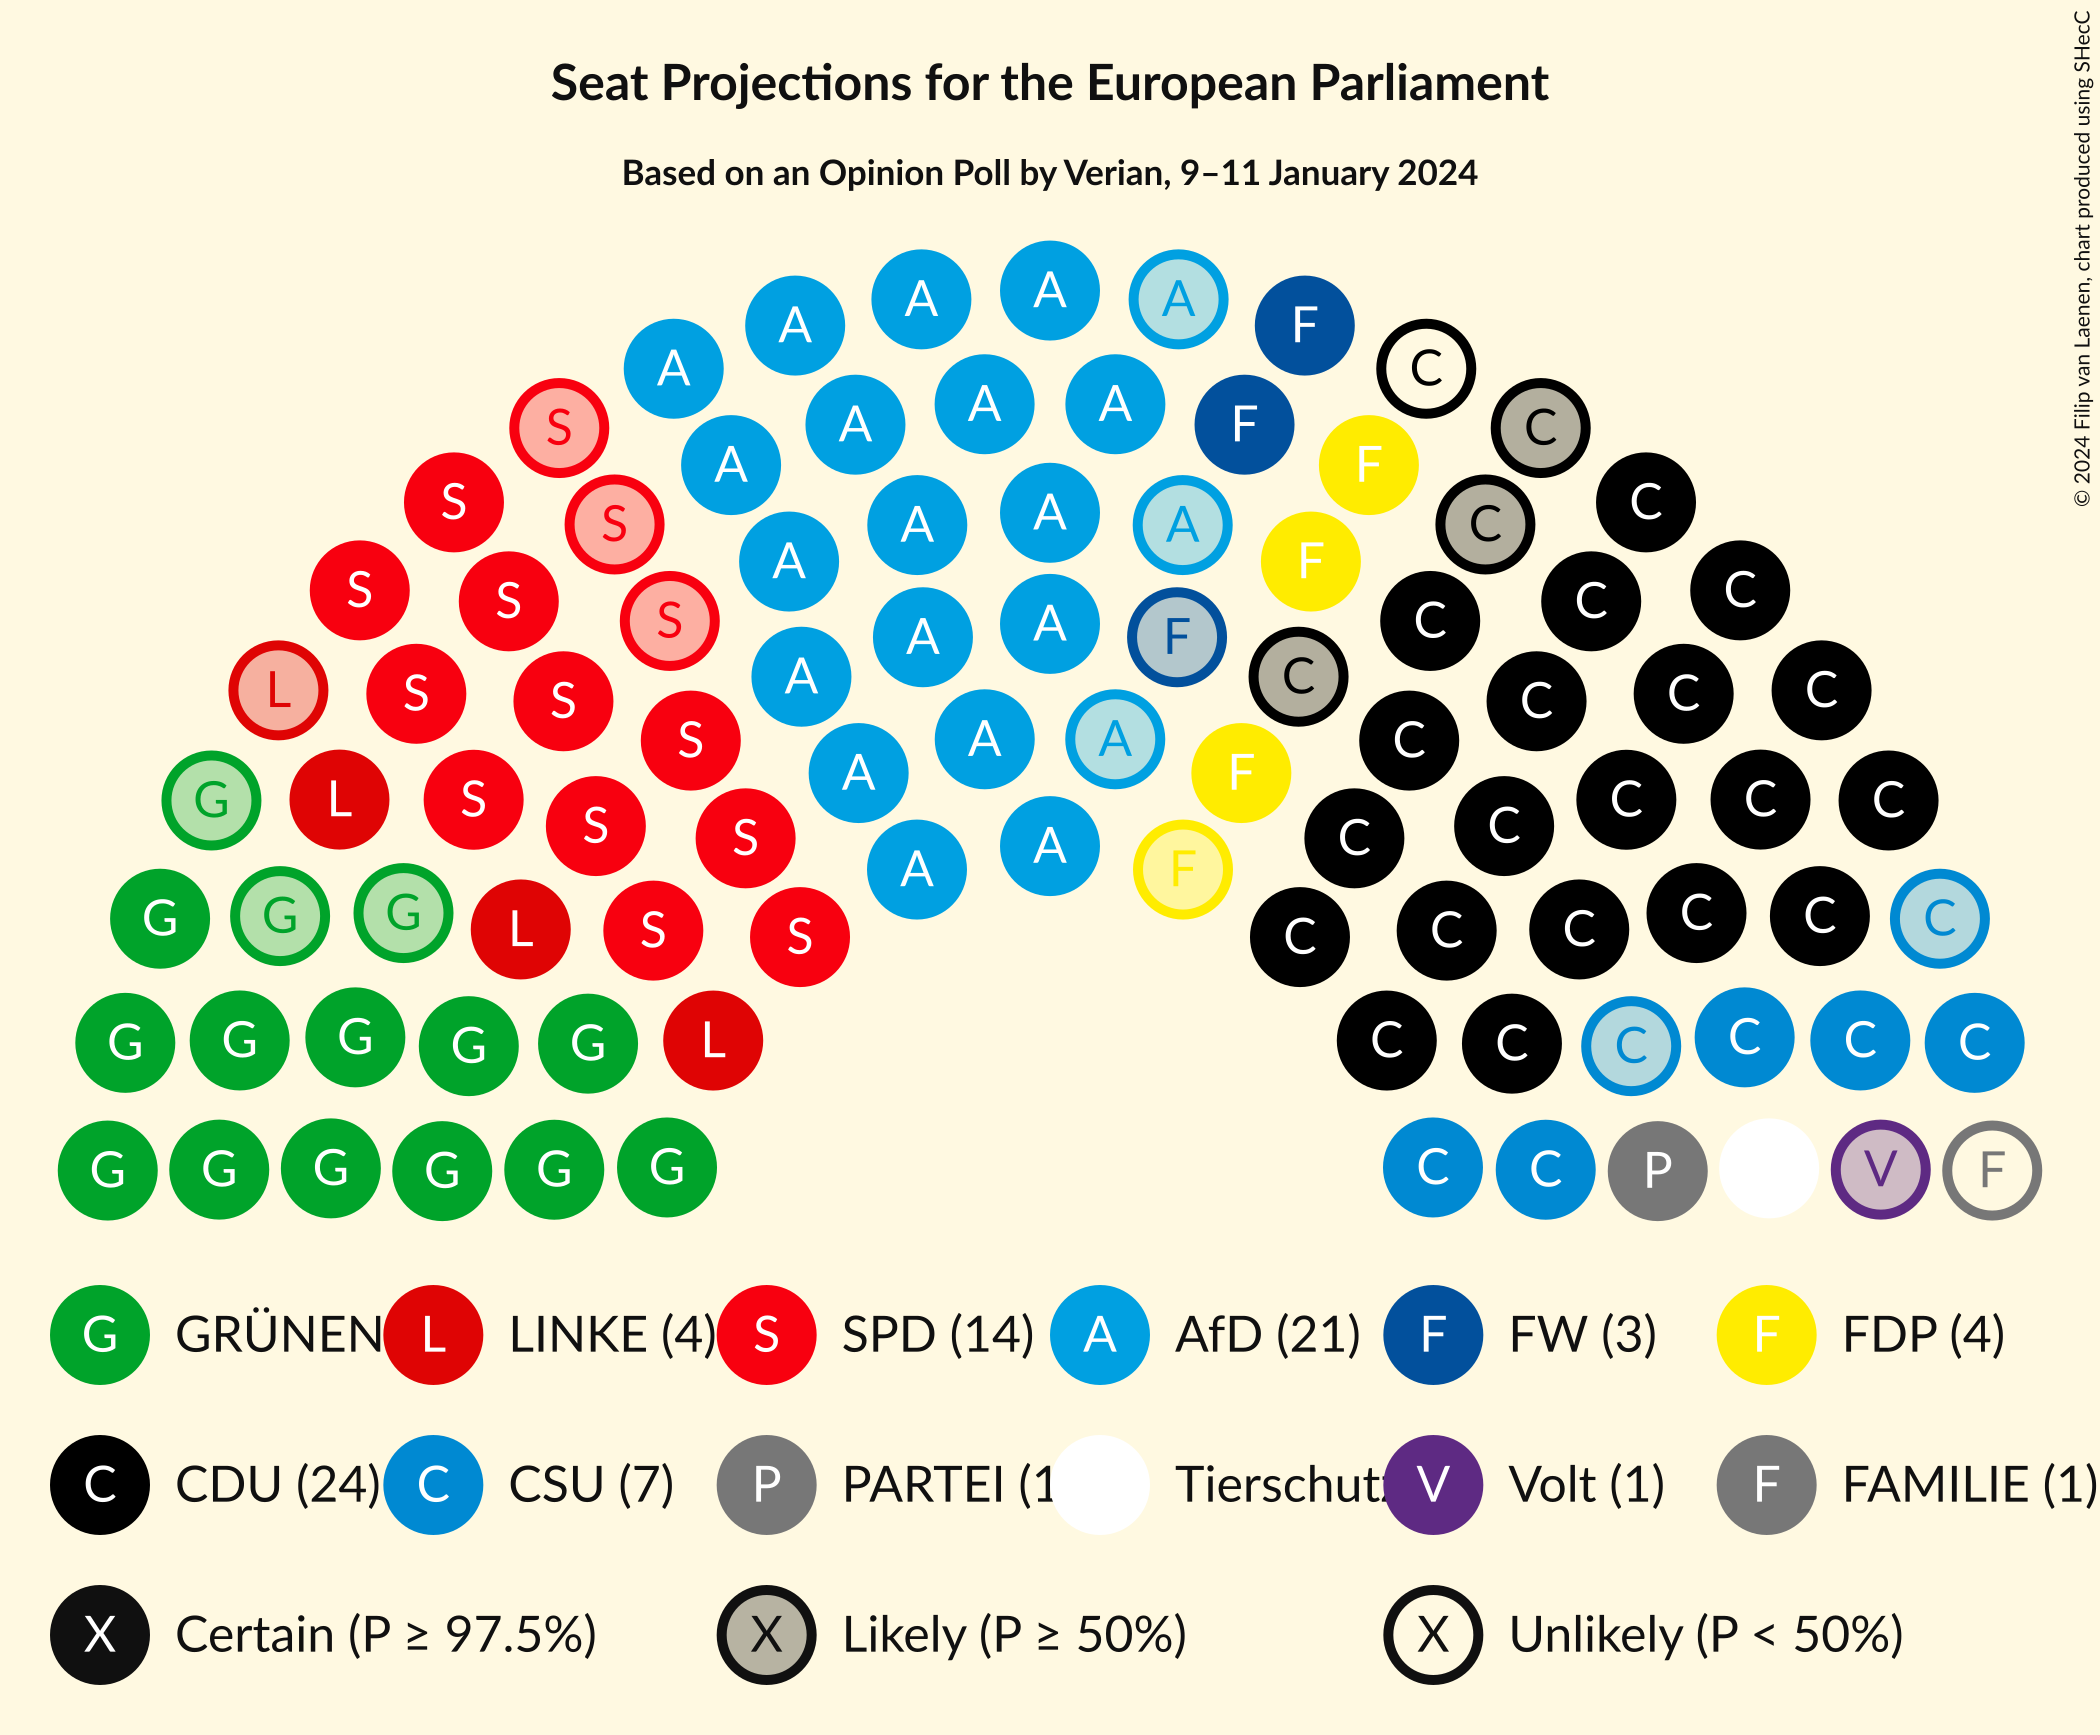 Seat Projections for the European Parliament
Based on an Opinion Poll by Verian, 9–11 January 2024
© 2024 Filip van Laenen, chart produced using SHecC
A A A A A F C
A A A A F F C C
S S S A A A A F C C C
S S S A A A F C C C C
L S S S A A A F C C C C C
G L S S S A A F C C C C C C
G G G L S S C C C C C C
G G G G G L C C C C C C
G G G G G G C C P V F
G GRÜNEN L LINKE (4) S SPD (14) A AfD (21) F FW (3) F FDP (4)
C CDU (24) C CSU (7) P PARTEI (1 Tierschutz V Volt (1) F FAMILIE (1)
X Certain (P ≥ 97.5%) X Likely (P ≥ 50%) X Unlikely (P < 50%)